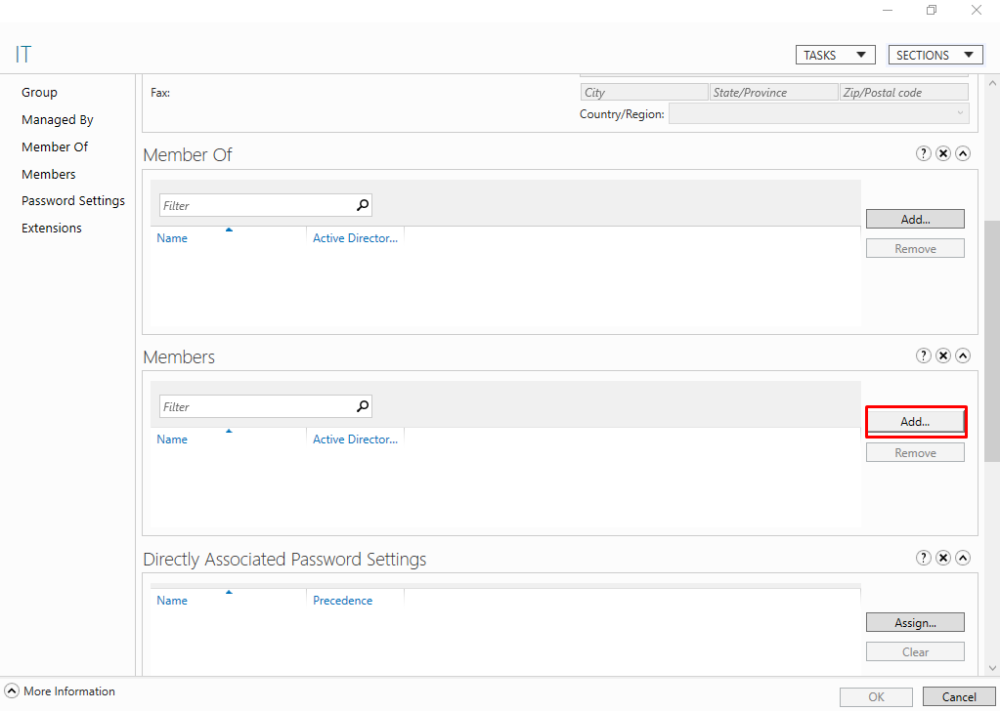 IT
TASKS
SECTIONS
Group
Managed By
Member Of
Members
Password Settings
Extensions
Fax:
City
State/Province
Zip/Postal code
Country/Region:
Member Of
?
Filter
Add...
Name
Active Director...
Remove
Members
?
Filter
Add...
Name
Active Director...
Remove
Directly Associated Password Settings
?
Name
Precedence
Assign...
Clear
More Information
OK
Cancel